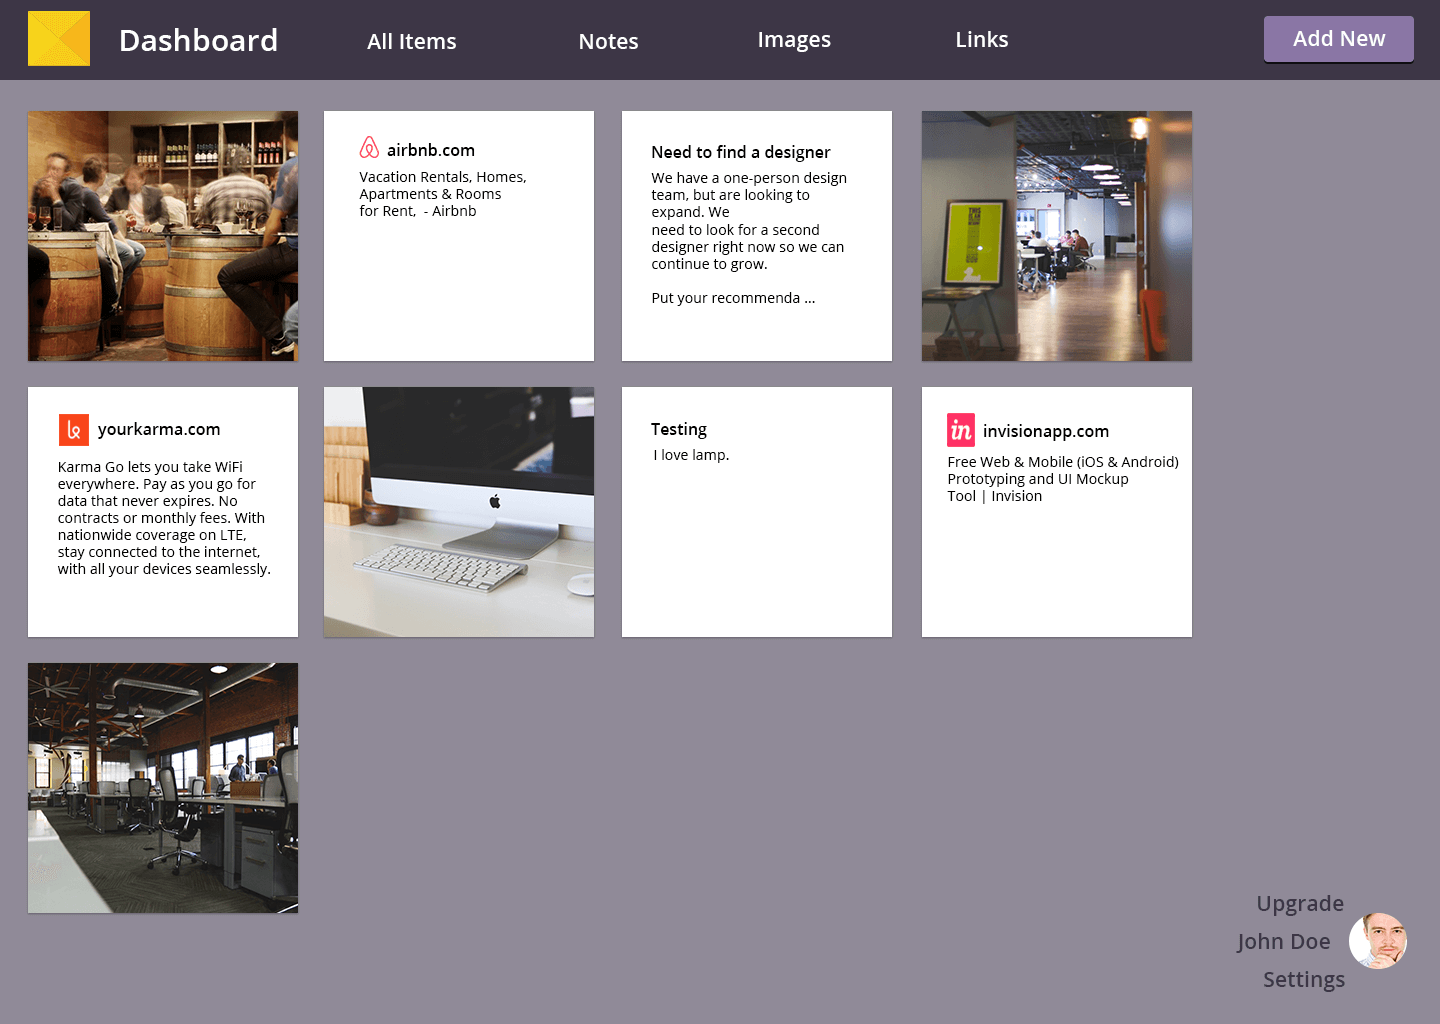 Dashboard
All Items
Notes
Images
Links
Add New
airbnb.com
Vacation Rentals, Homes,
Apartments & Rooms
for Rent,  - Airbnb
Need to find a designer
We have a one-person design
team, but are looking to
expand. We
need to look for a second
designer right now so we can
continue to grow.
Put your recommenda ...
THIS
IS AN
yourkarma.com
Karma Go lets you take WiFi
everywhere. Pay as you go for
data that never expires. No
contracts or monthly fees. With
nationwide coverage on LTE,
stay connected to the internet,
with all your devices seamlessly.
Testing
I love lamp.
in
invisionapp.com
Free Web & Mobile (iOS & Android)
Prototyping and UI Mockup
Tool | Invision
Upgrade
John Doe
Settings